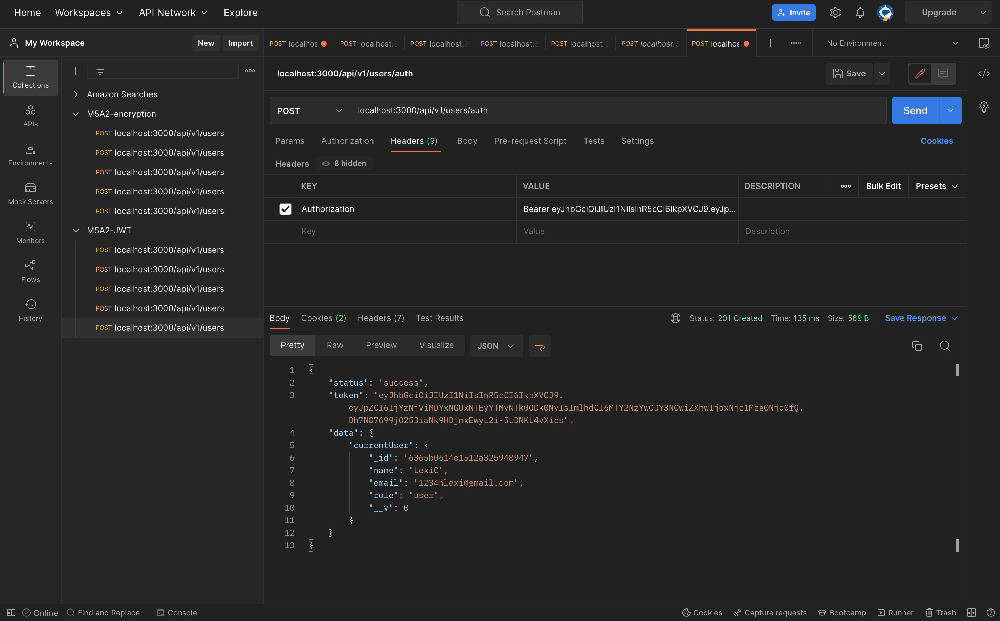 Home Workspaces API Network Explore Search Postman Invite Upgrade
My Workspace New Import
POST localhos POST localhost:3 POST localhost:3 POST localhost:3 POST localhost:3 POST localhost:3 POST localhos No Environment
Collections
APIs
Environments
Mock Servers
Monitors
Flows
History
Amazon Searches
M5A2-encryption
POST localhost:3000/api/v1/users
POST localhost:3000/api/v1/users
POST localhost:3000/api/v1/users
POST localhost:3000/api/v1/users
POST localhost:3000/api/v1/users
M5A2-JWT
POST localhost:3000/api/v1/users
POST localhost:3000/api/v1/users
POST localhost:3000/api/v1/users
POST localhost:3000/api/v1/users
POST localhost:3000/api/v1/users
localhost:3000/api/v1/users/auth Save
POST localhost:3000/api/v1/users/auth Send
Params Authorization Headers (9) Body Pre-request Script Tests Settings Cookies
Headers 8 hidden
KEY VALUE DESCRIPTION Bulk Edit Presets
Authorization Bearer eyJhbGciOiJIUzI1NiIsInR5cCI6IkpXVCJ9.eyJp...
Key Value Description
Body Cookies (2) Headers (7) Test Results Status: 201 Created Time: 135 ms Size: 569 B Save Response
Pretty Raw Preview Visualize JSON
1 {
2 "status": "success",
3 "token": "eyJhbGciOiJIUzI1NiIsInR5cCI6IkpXVCJ9.
eyJpZCI6IjYzNjViMDYxNGUxNTEyYTMyNTk0ODk0NyIsImlhdCI6MTY2NzYwODY3NCwiZXhwIjoxNjc1Mzg0Njc0fQ.
Dh7N87699jO253iaNk9HDjmxEwyL2i-5LDNKL4vXics",
4 "data": {
5 "currentUser": {
6 "_id": "6365b0614e1512a325948947",
7 "name": "LexiC",
8 "email": "1234hlexi@gmail.com",
9 "role": "user",
10 "__v": 0
11 }
12 }
13 }
Online Find and Replace Console Cookies Capture requests Bootcamp Runner Trash